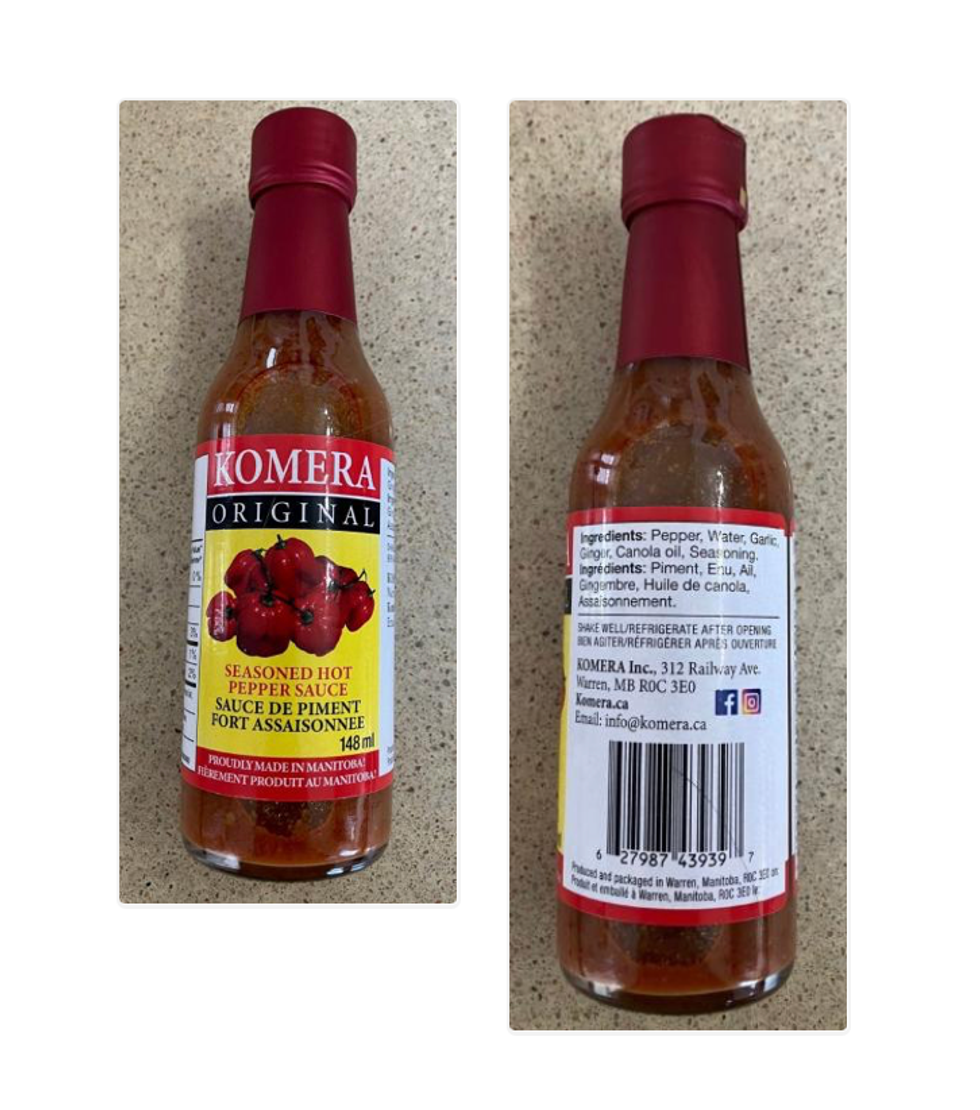 KOMERA
ORIGINAL
SEASONED HOT
PEPPER SAUCE
SAUCE DE PIMENT
FORT ASSAISONNEE
148 ml
PROUDLY MADE IN MANITOBA!
FIÈREMENT PRODUIT AU MANITOBA!
Ingredients: Pepper, Water, Garlic,
Ginger, Canola oil, Seasoning.
Ingrédients: Piment, Eau, Ail,
Gingembre, Huile de canola,
Assaisonnement.
SHAKE WELL/REFRIGERATE AFTER OPENING
BIEN AGITER/RÉFRIGÉRER APRÈS OUVERTURE
KOMERA Inc., 312 Railway Ave.
Warren, MB R0C 3E0
Komera.ca
Email: info@komera.ca
6 27987 43939 7
Produced and packaged in Warren, Manitoba, R0C 3E0
Produit et emballé à Warren, Manitoba, R0C 3E0